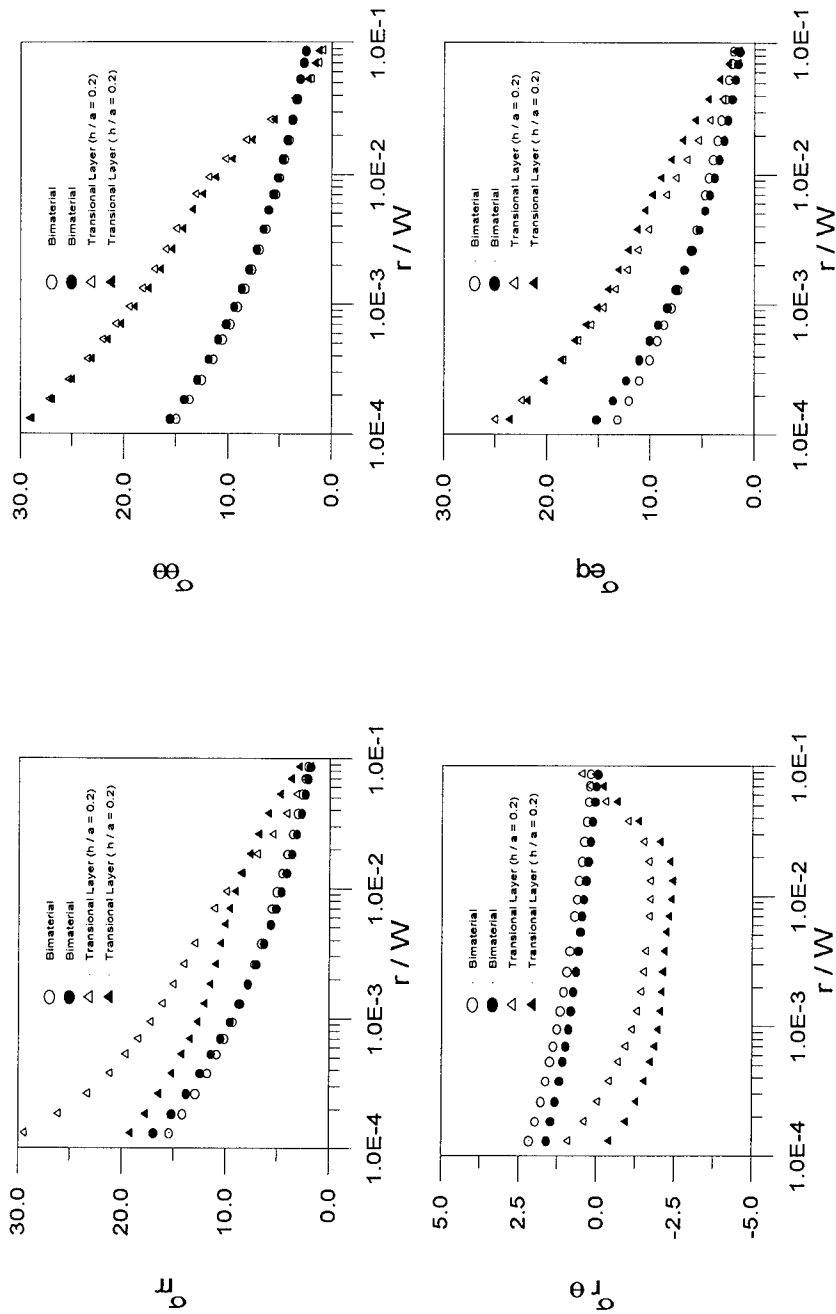 σrr
30.0
20.0
10.0
0.0
Bimaterial
Bimaterial
Transional Layer (h / a = 0.2)
Transional Layer ( h / a = 0.2)
1.0E-4
1.0E-3
1.0E-2
1.0E-1
r / W
σθθ
30.0
20.0
10.0
0.0
Bimaterial
Bimaterial
Transional Layer (h / a = 0.2)
Transional Layer ( h / a = 0.2)
1.0E-4
1.0E-3
1.0E-2
1.0E-1
r / W
σrθ
5.0
2.5
0.0
-2.5
-5.0
Bimaterial
Bimaterial
Transional Layer (h / a = 0.2)
Transional Layer ( h / a = 0.2)
1.0E-4
1.0E-3
1.0E-2
1.0E-1
r / W
σeq
30.0
20.0
10.0
0.0
Bimaterial
Bimaterial
Transional Layer (h / a = 0.2)
Transional Layer ( h / a = 0.2)
1.0E-4
1.0E-3
1.0E-2
1.0E-1
r / W